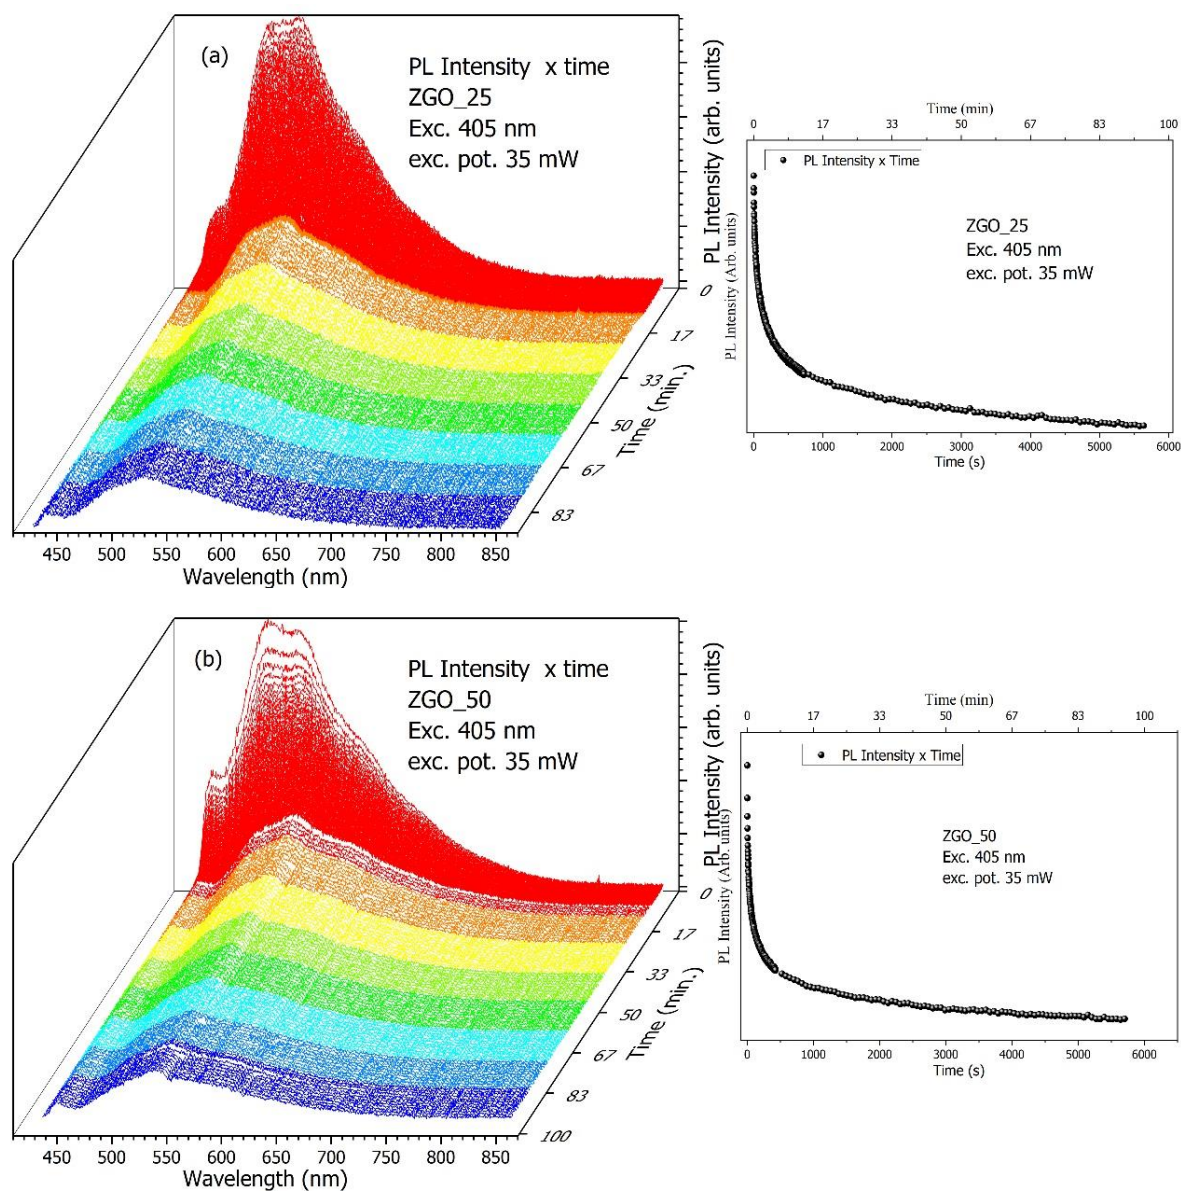 (a)
PL Intensity x time
ZGO_25
Exc. 405 nm
exc. pot. 35 mW
PL Intensity (arb. units)
0
17
33
50
67
83
Time (min.)
450 500 550 600 650 700 750 800 850
Wavelength (nm)
Time (min)
0 17 33 50 67 83 100
PL Intensity x Time
ZGO_25
Exc. 405 nm
exc. pot. 35 mW
PL Intensity (Arb. units)
0 1000 2000 3000 4000 5000 6000
Time (s)
(b)
PL Intensity x time
ZGO_50
Exc. 405 nm
exc. pot. 35 mW
PL Intensity (arb. units)
0
17
33
50
67
83
100
Time (min.)
450 500 550 600 650 700 750 800 850
Wavelength (nm)
Time (min)
0 17 33 50 67 83 100
PL Intensity x Time
ZGO_50
Exc. 405 nm
exc. pot. 35 mW
PL Intensity (Arb. units)
0 1000 2000 3000 4000 5000 6000
Time (s)